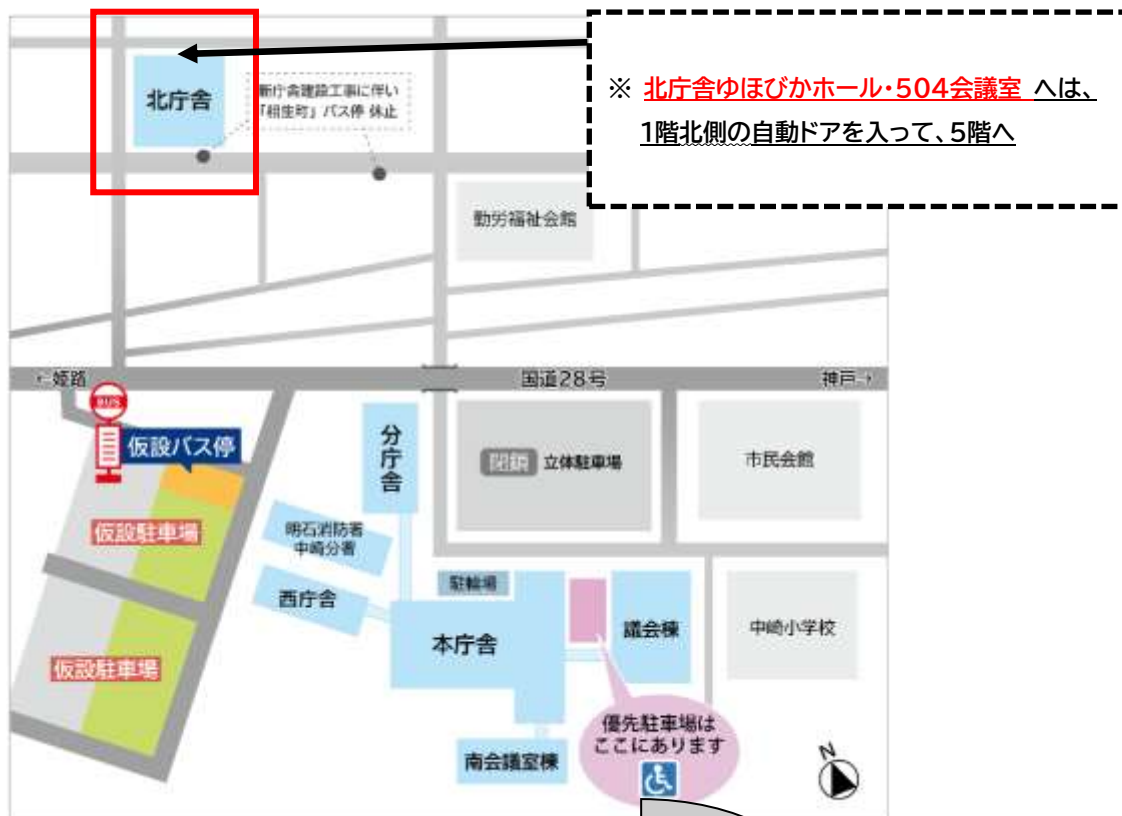 ※ 北庁舎ゆほびかホール・504会議室 へは、
1階北側の自動ドアを入って、5階へ
北庁舎
新庁舎建設工事に伴い
「相生町」バス停 休止
勤労福祉会館
←姫路
国道28号
神戸→
BUS
仮設バス停
分庁舎
閉鎖 立体駐車場
市民会館
仮設駐車場
明石消防署
中崎分署
駐輪場
西庁舎
本庁舎
議会棟
中崎小学校
仮設駐車場
優先駐車場は
ここにあります
南会議室棟
N